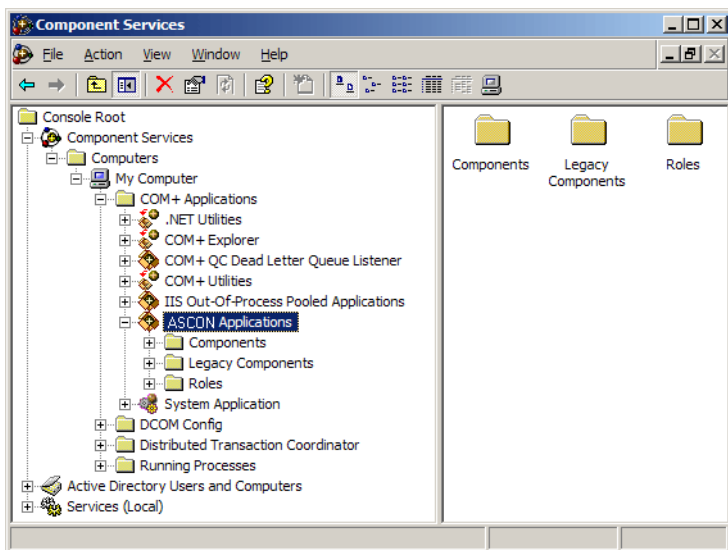 Component Services
File Action View Window Help
Console Root
Component Services
Computers
My Computer
COM+ Applications
.NET Utilities
COM+ Explorer
COM+ QC Dead Letter Queue Listener
COM+ Utilities
IIS Out-Of-Process Pooled Applications
ASCON Applications
Components
Legacy Components
Roles
System Application
DCOM Config
Distributed Transaction Coordinator
Running Processes
Active Directory Users and Computers
Services (Local)
Components Legacy Components Roles